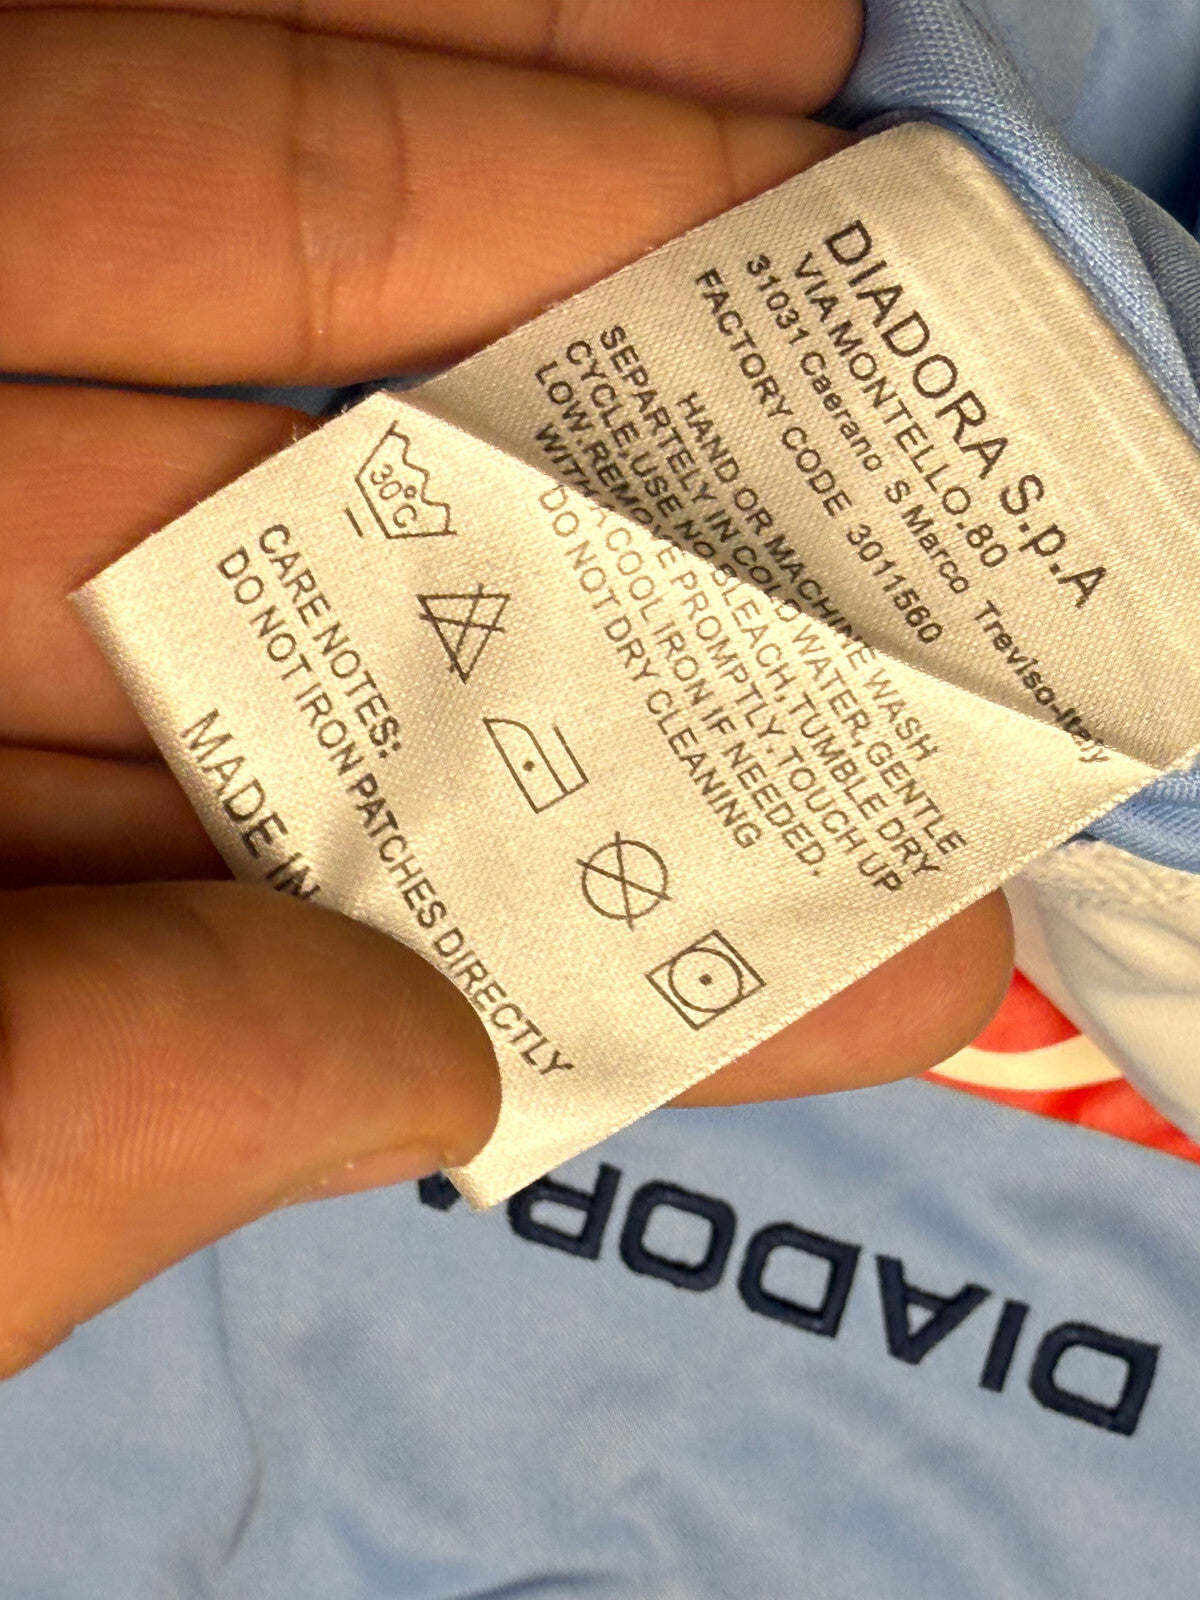 DIADORA S.p.A
VIA MONTELLO.80
31031 Caerano S Marco Treviso-Italy
FACTORY CODE 3011560
HAND OR MACHINE WASH
SEPARTELY IN COLD WATER,GENTLE
CYCLE,USE NO BLEACH,TUMBLE DRY
LOW.REMOVE PROMPTLY.TOUCH UP
WITH A COOL IRON IF NEEDED.
DO NOT DRY CLEANING
30°C
CARE NOTES:
DO NOT IRON PATCHES DIRECTLY
MADE IN
DIADORA